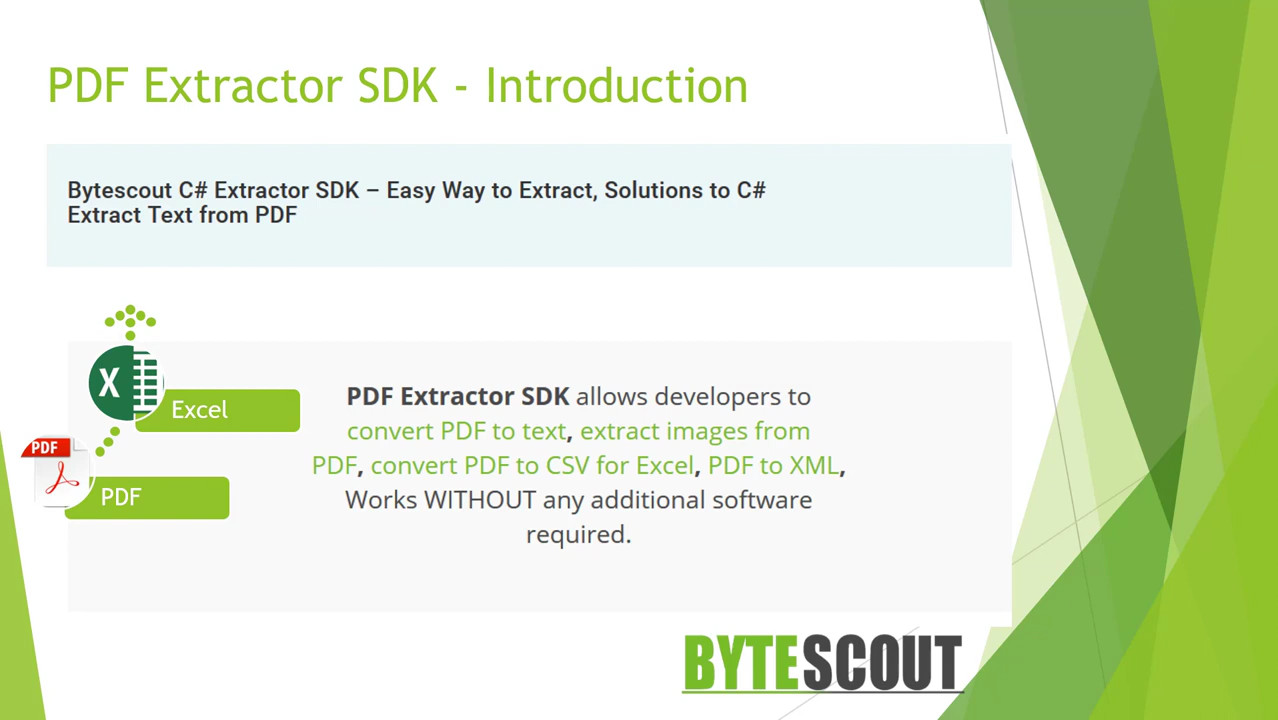 PDF Extractor SDK - Introduction
Bytescout C# Extractor SDK – Easy Way to Extract, Solutions to C#
Extract Text from PDF
X
Excel
PDF
PDF
PDF Extractor SDK allows developers to
convert PDF to text, extract images from
PDF, convert PDF to CSV for Excel, PDF to XML,
Works WITHOUT any additional software
required.
BYTESCOUT